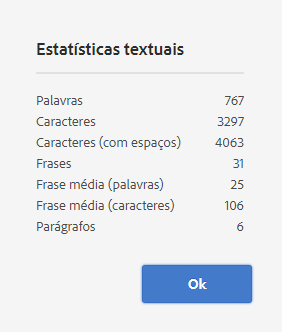 Estatísticas textuais
Palavras 767
Caracteres 3297
Caracteres (com espaços) 4063
Frases 31
Frase média (palavras) 25
Frase média (caracteres) 106
Parágrafos 6
Ok